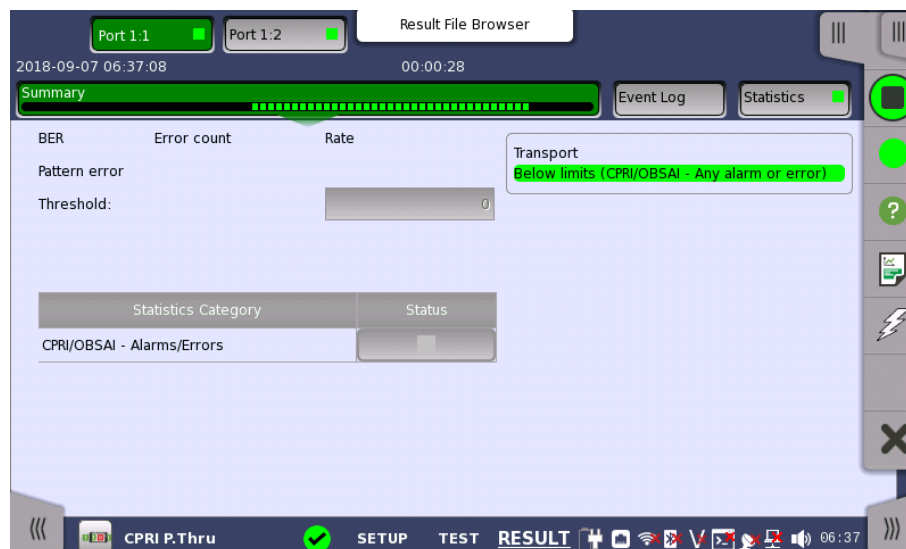 Result File Browser
Port 1:1
Port 1:2
2018-09-07 06:37:08
00:00:28
Summary
Event Log
Statistics
BER
Error count
Rate
Pattern error
Threshold:
0
Transport
Below limits (CPRI/OBSAI - Any alarm or error)
?
Statistics Category
Status
CPRI/OBSAI - Alarms/Errors
CPRI P.Thru
SETUP
TEST
RESULT
06:37